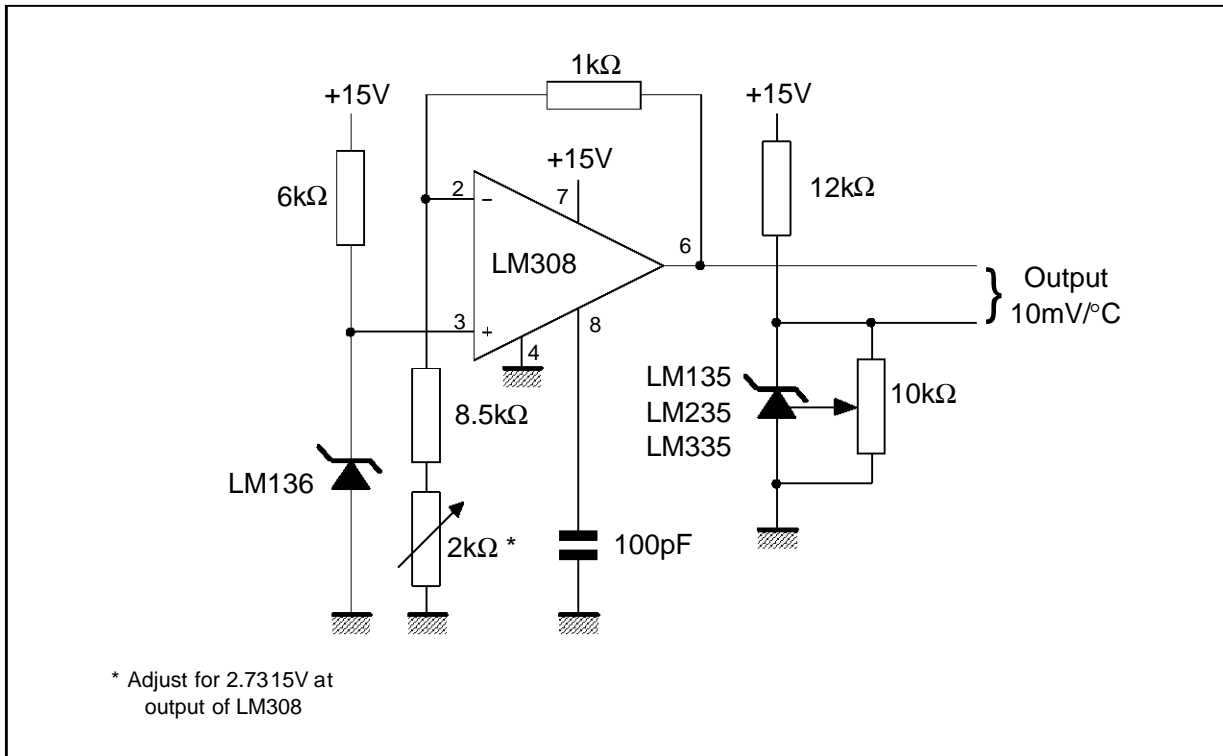 1kΩ
+15V
+15V
+15V
6kΩ
2
−
7
12kΩ
LM308
6
Output
10mV/°C
3
+
8
4
8.5kΩ
LM135
LM235
LM335
10kΩ
LM136
2kΩ *
100pF
* Adjust for 2.7315V at
output of LM308